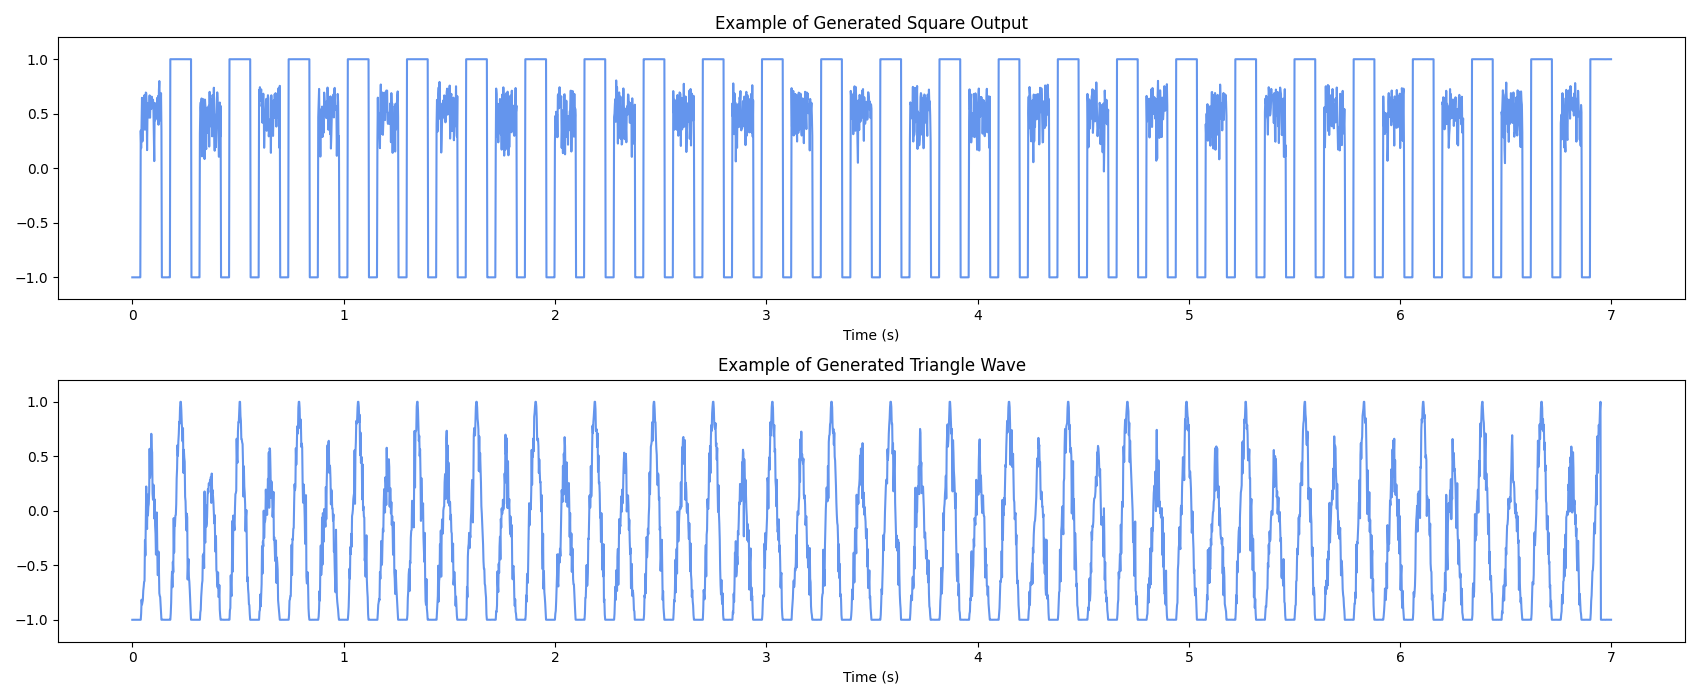 Example of Generated Square Output
1.0
0.5
0.0
−0.5
−1.0
0 1 2 3 4 5 6 7
Time (s)
Example of Generated Triangle Wave
1.0
0.5
0.0
−0.5
−1.0
0 1 2 3 4 5 6 7
Time (s)